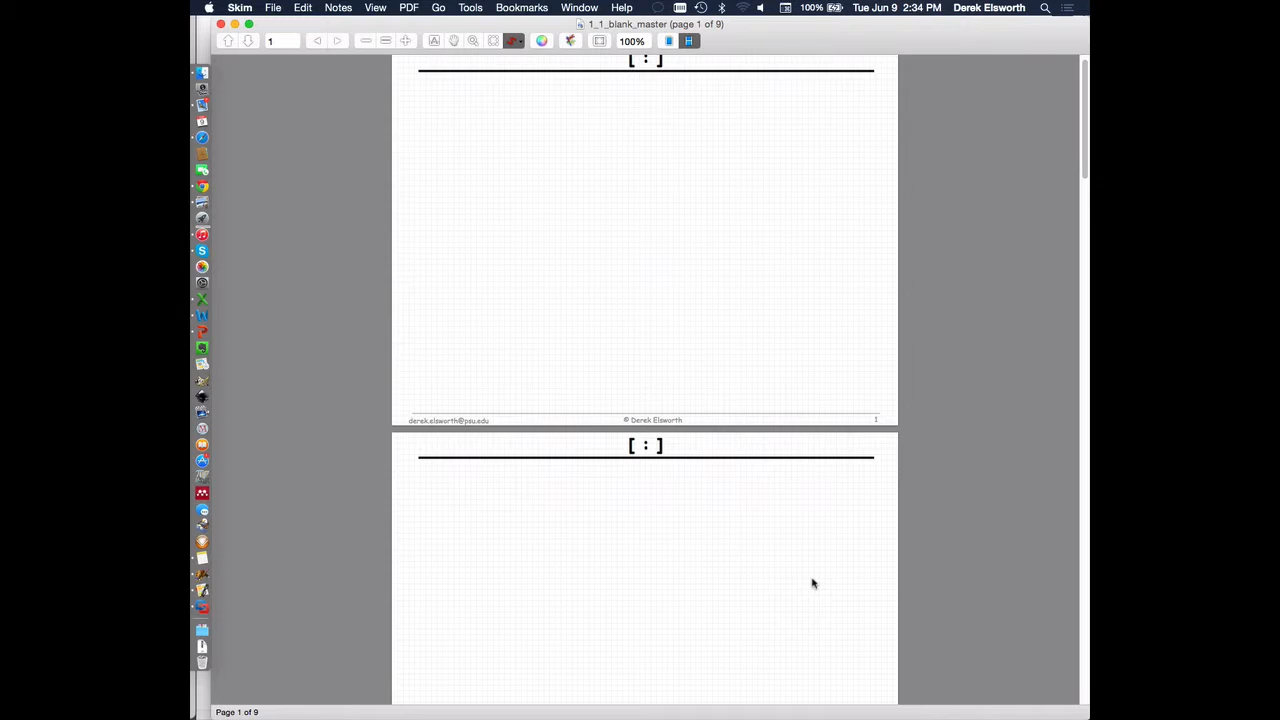 Skim File Edit View Notes PDF Go Tools Bookmarks Window Help 100% Tue Jun 9 2:34 PM Derek Elsworth
1_1_blank_master (page 1 of 9)
1 A 100%
[ : ]
derek.elsworth@psu.edu © Derek Elsworth 1
[ : ]
Page 1 of 9